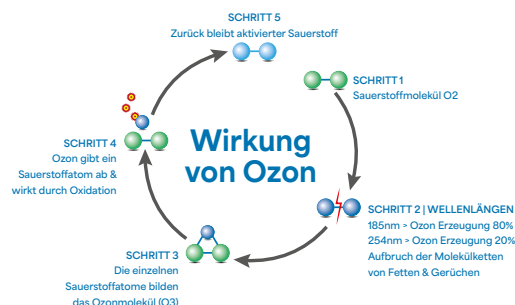 SCHRITT 5
Zurück bleibt aktivierter Sauerstoff
SCHRITT 1
Sauerstoffmolekül O2
Wirkung
von Ozon
SCHRITT 2 | WELLENLÄNGEN
185nm > Ozon Erzeugung 80%
254nm > Ozon Erzeugung 20%
Aufbruch der Molekülketten
von Fetten & Gerüchen
SCHRITT 3
Die einzelnen
Sauerstoffatome bilden
das Ozonmolekül (O3)
SCHRITT 4
Ozon gibt ein
Sauerstoffatom ab &
wirkt durch Oxidation